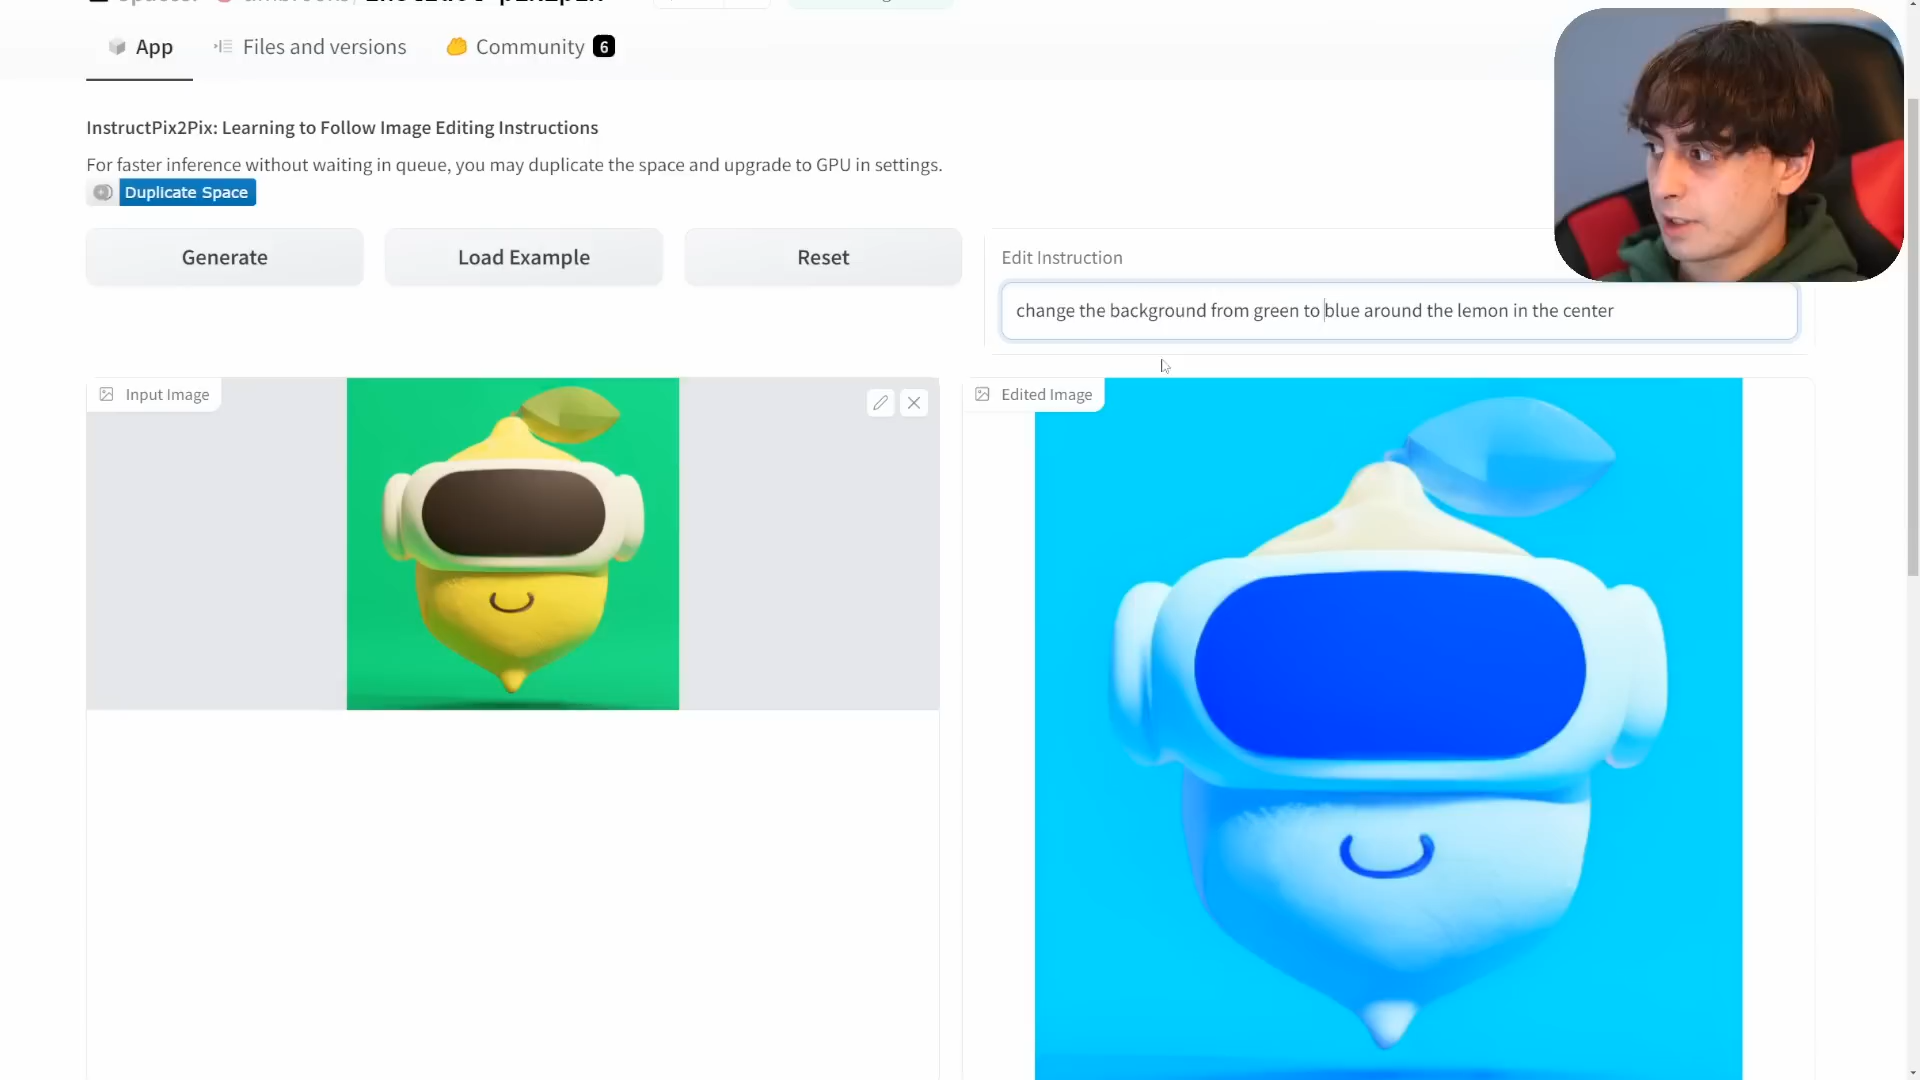 App
Files and versions
Community 6
InstructPix2Pix: Learning to Follow Image Editing Instructions
For faster inference without waiting in queue, you may duplicate the space and upgrade to GPU in settings.
Duplicate Space
Generate
Load Example
Reset
Edit Instruction
change the background from green to blue around the lemon in the center
Input Image
Edited Image